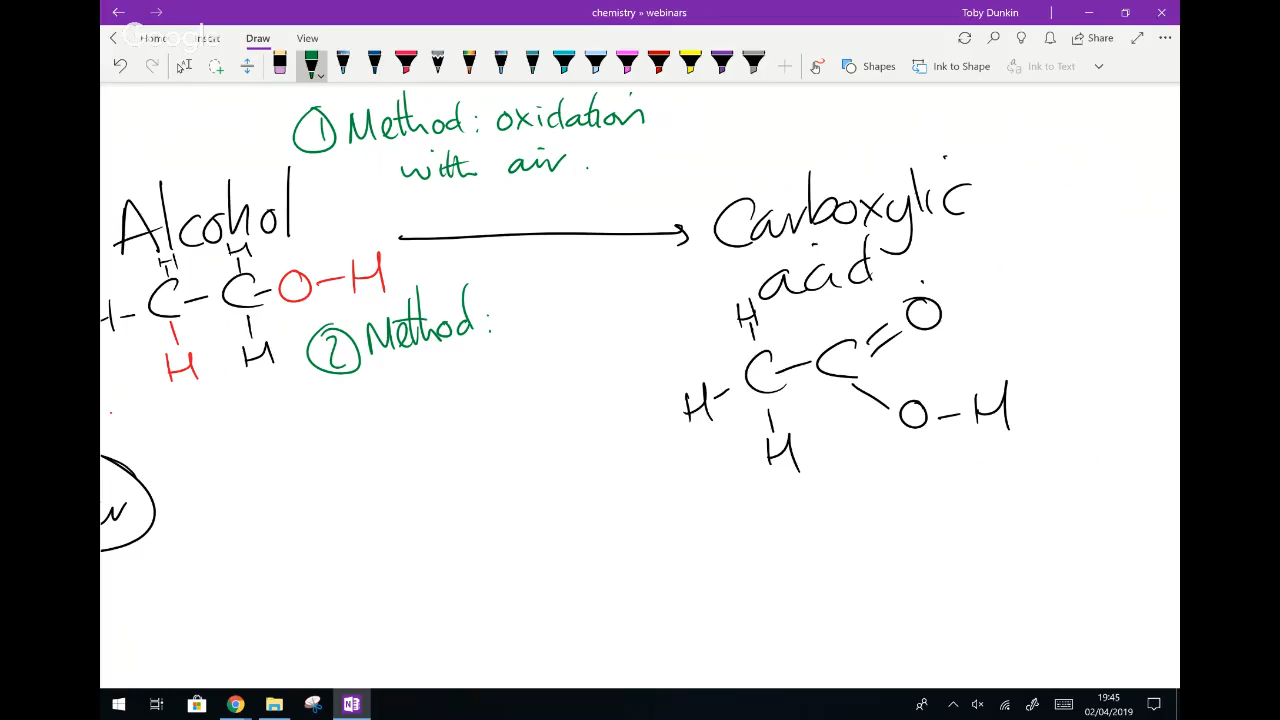 chemistry » webinars
Toby Dunkin
Home
Draw
View
Share
Shapes
Ink to Shape
Ink to Text
① Method: oxidation
with air.
Alcohol
Carboxylic
acid
H H
H
C - C - O - H
H H
② Method:
H
O
C - C
H -
O - H
H
19:45
02/04/2019